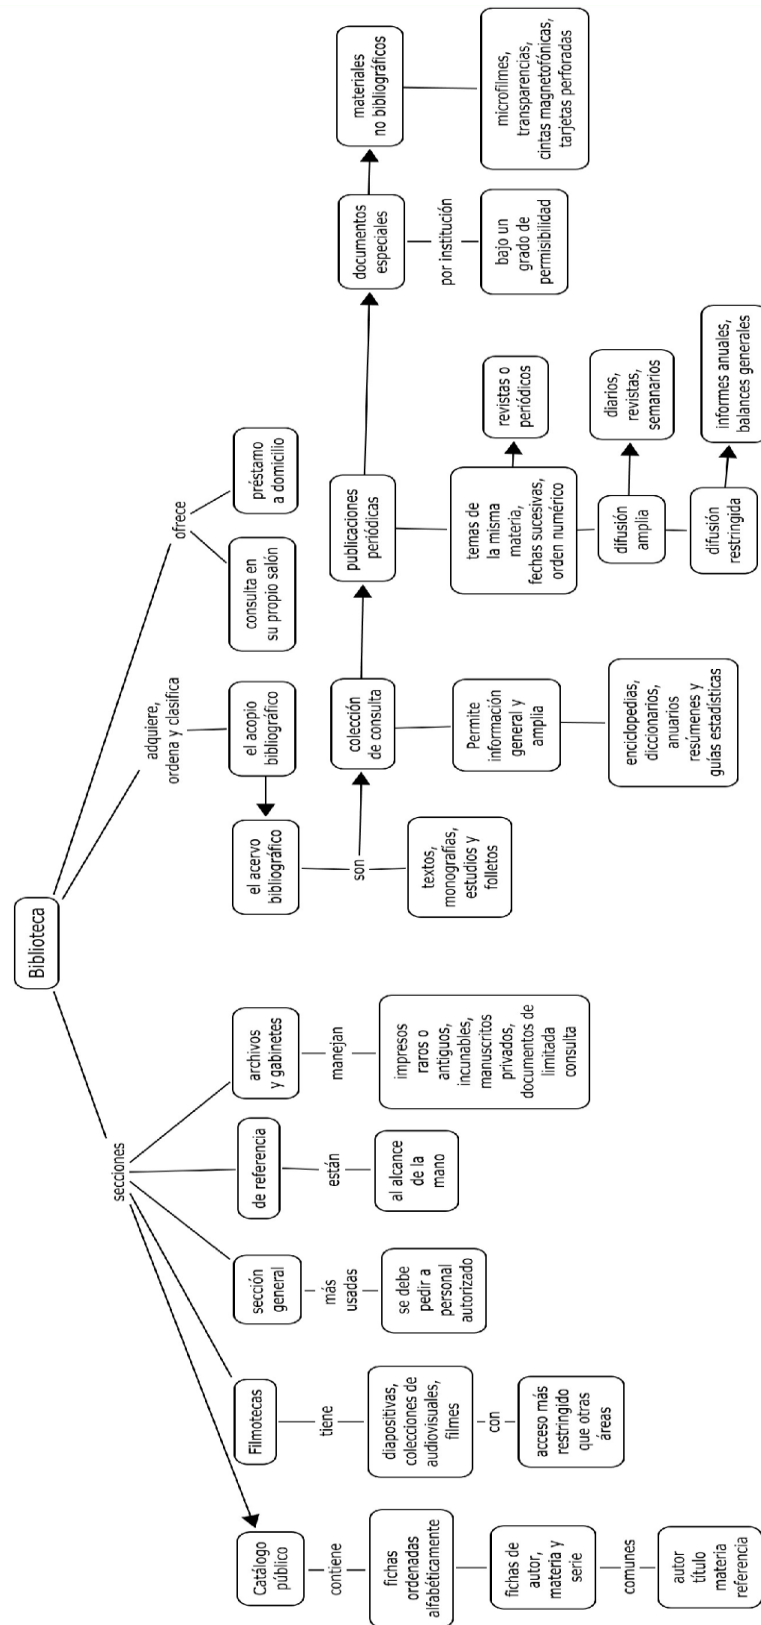 Biblioteca
secciones
adquiere,
ordena y clasifica
ofrece
Catálogo
público
Filmotecas
sección
general
de referencia
archivos
y gabinetes
el acervo
bibliográfico
el acopio
bibliográfico
consulta en
su propio salón
préstamo
a domicilio
contiene
tiene
más
usadas
están
manejan
son
fichas
ordenadas
alfabéticamente
diapositivas,
colecciones de
audiovisuales,
filmes
se debe
pedir a
personal
autorizado
al alcance
de la
mano
impresos
raros o
antiguos,
incunables,
manuscritos
privados,
documentos de
limitada
consulta
textos,
monografías,
estudios y
folletos
colección
de consulta
publicaciones
periódicas
documentos
especiales
materiales
no bibliográficos
con
por institución
fichas de
autor,
materia y
serie
acceso más
restringido
que otras
áreas
Permite
información
general y
amplia
temas de
la misma
materia,
fechas sucesivas,
orden numérico
revistas o
periódicos
bajo un
grado de
permisibilidad
microfilmes,
transparencias,
cintas magnetofónicas,
tarjetas perforadas
comunes
autor
título
materia
referencia
enciclopedias,
diccionarios,
anuarios
resúmenes y
guías estadísticas
difusión
amplia
diarios,
revistas,
semanarios
difusión
restringida
informes anuales,
balances generales